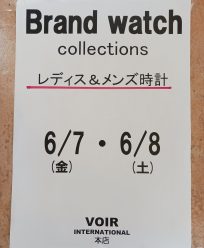 Brand watch
collections
レディス＆メンズ時計
6/7・6/8
(金) (土)
VOIR
INTERNATIONAL
本店